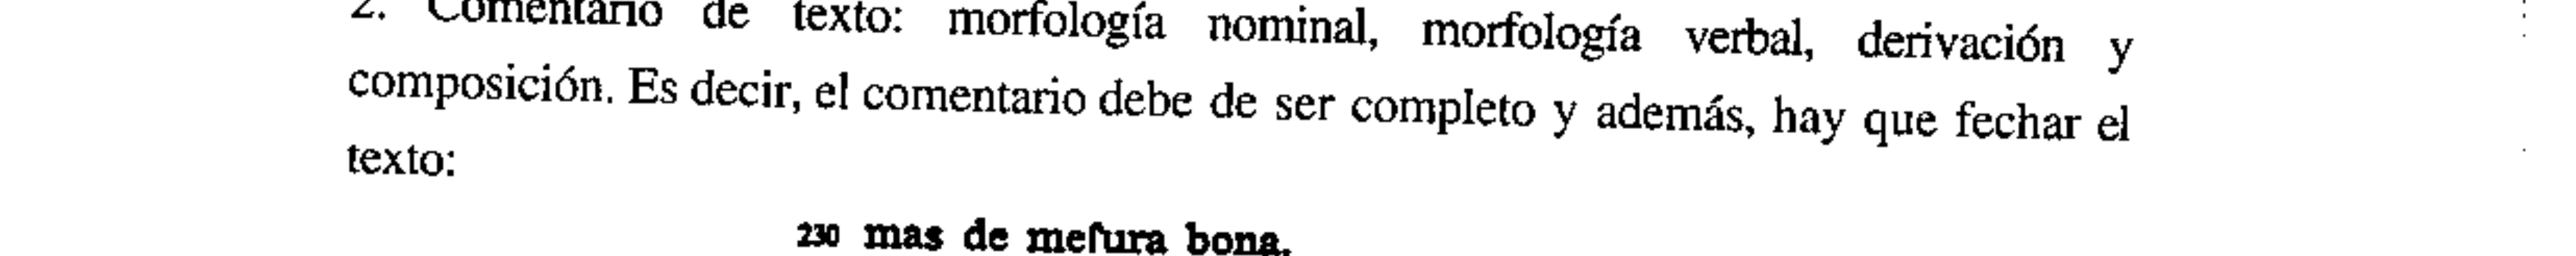 2. Comentario de texto: morfología nominal, morfología verbal, derivación y
composición. Es decir, el comentario debe de ser completo y además, hay que fechar el
texto:
230 mas de meſura bona.